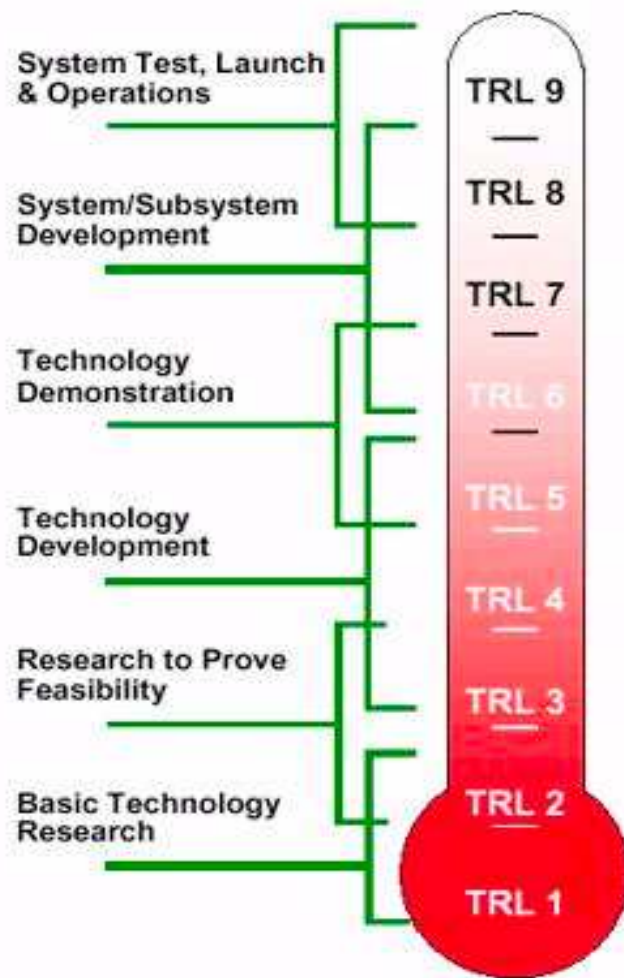 System Test, Launch
& Operations
System/Subsystem
Development
Technology
Demonstration
Technology
Development
Research to Prove
Feasibility
Basic Technology
Research
TRL 9
TRL 8
TRL 7
TRL 6
TRL 5
TRL 4
TRL 3
TRL 2
TRL 1